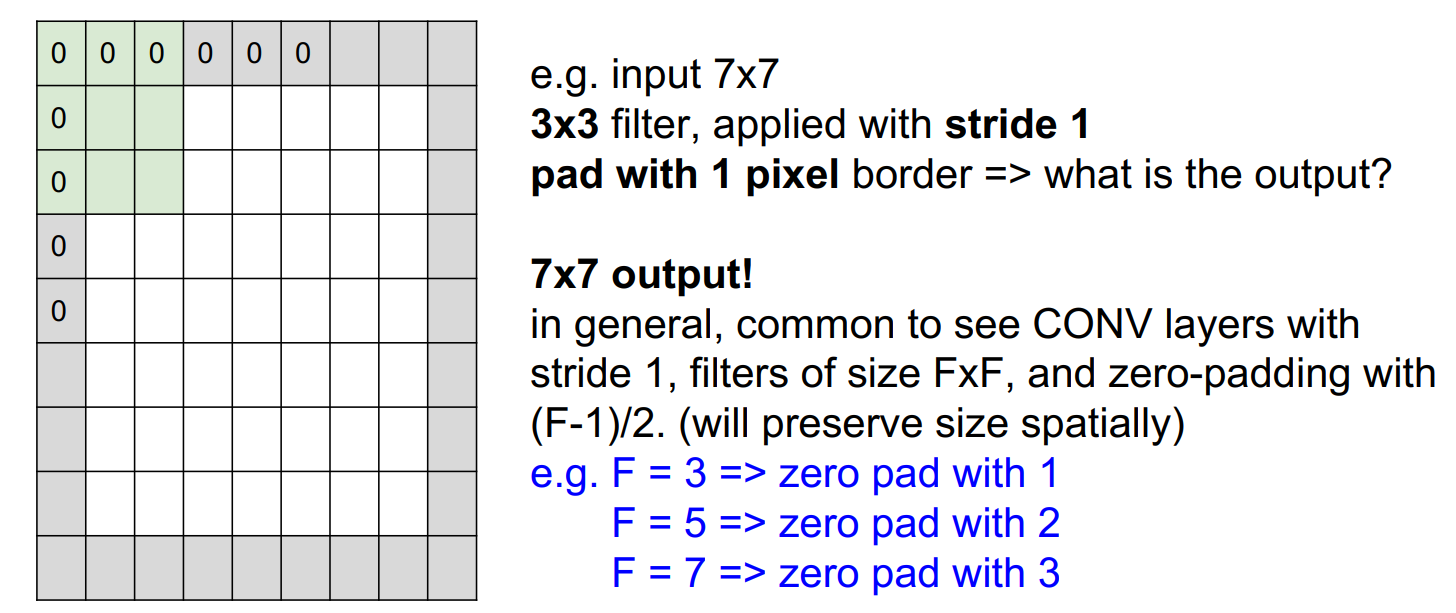 0 0 0 0 0 0
0
0
0
0
e.g. input 7x7
3x3 filter, applied with stride 1
pad with 1 pixel border => what is the output?
7x7 output!
in general, common to see CONV layers with
stride 1, filters of size FxF, and zero-padding with
(F-1)/2. (will preserve size spatially)
e.g. F = 3 => zero pad with 1
F = 5 => zero pad with 2
F = 7 => zero pad with 3